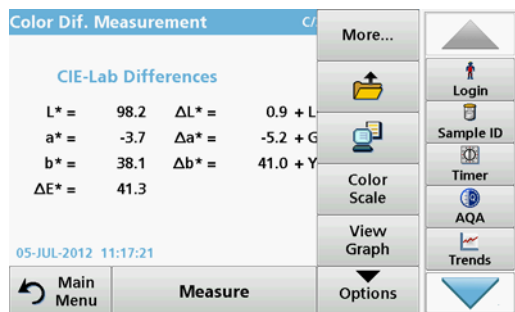 Color Dif. Measurement C/
CIE-Lab Differences
L* = 98.2 ΔL* = 0.9 + L
a* = -3.7 Δa* = -5.2 + G
b* = 38.1 Δb* = 41.0 + Y
ΔE* = 41.3
05-JUL-2012 11:17:21
Main
Menu
Measure
Options
More...
Color
Scale
View
Graph
Login
Sample ID
Timer
AQA
Trends